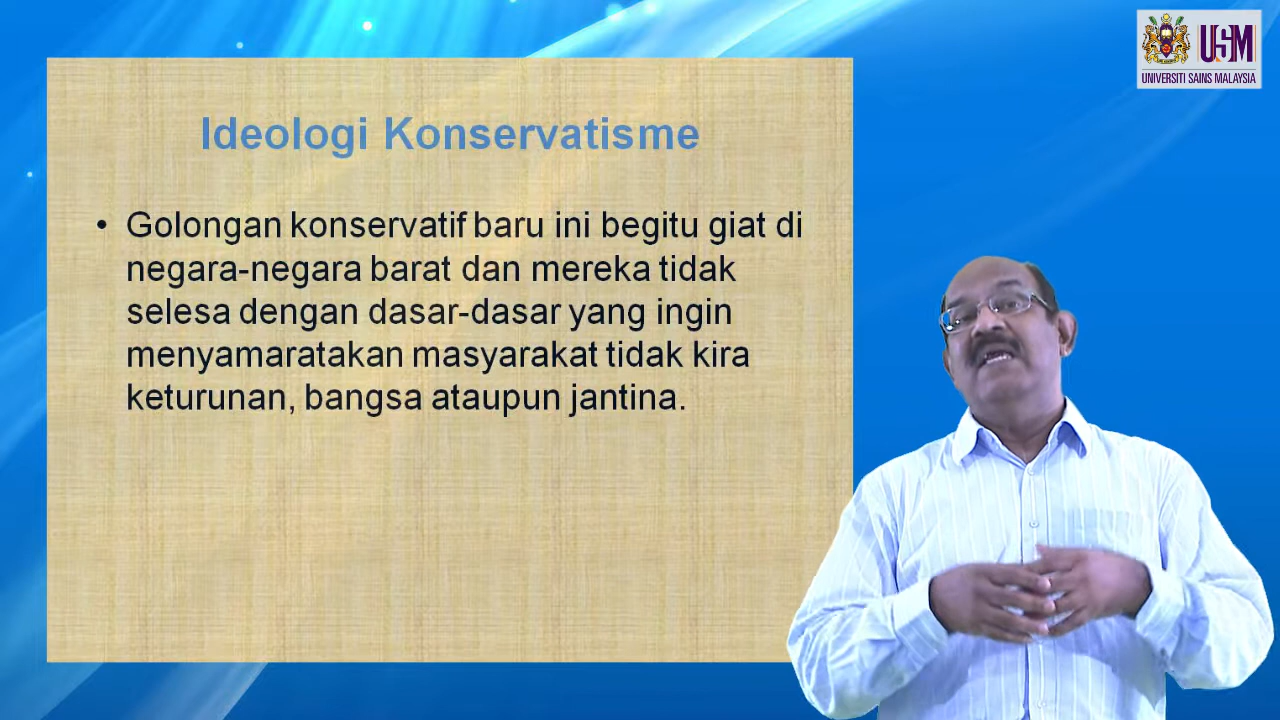 USM
UNIVERSITI SAINS MALAYSIA
Ideologi Konservatisme
• Golongan konservatif baru ini begitu giat di
negara-negara barat dan mereka tidak
selesa dengan dasar-dasar yang ingin
menyamaratakan masyarakat tidak kira
keturunan, bangsa ataupun jantina.